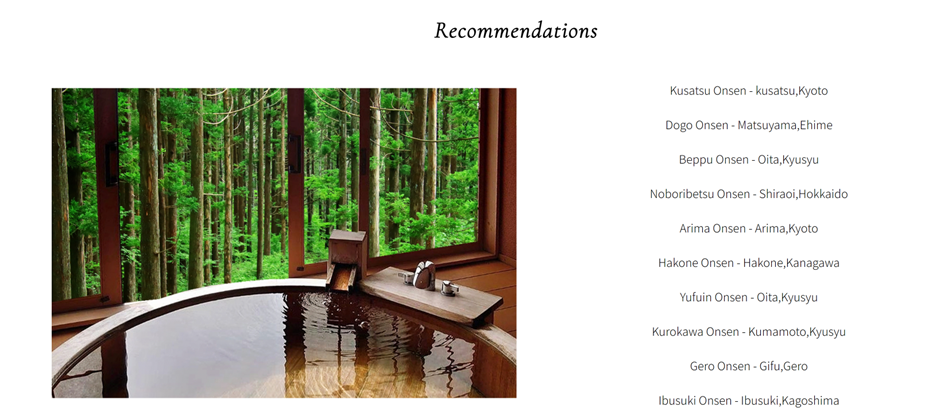 Recommendations
Kusatsu Onsen - kusatsu,Kyoto
Dogo Onsen - Matsuyama,Ehime
Beppu Onsen - Oita,Kyusyu
Noboribetsu Onsen - Shiraoi,Hokkaido
Arima Onsen - Arima,Kyoto
Hakone Onsen - Hakone,Kanagawa
Yufuin Onsen - Oita,Kyusyu
Kurokawa Onsen - Kumamoto,Kyusyu
Gero Onsen - Gifu,Gero
Ibusuki Onsen - Ibusuki,Kagoshima